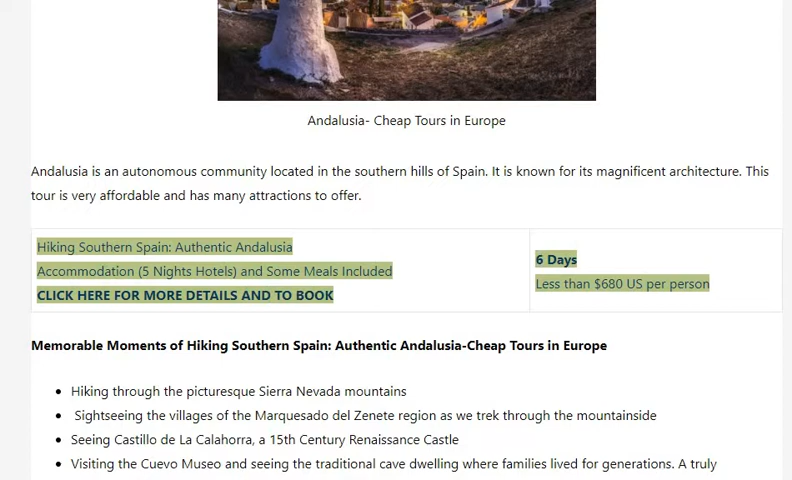 Andalusia- Cheap Tours in Europe
Andalusia is an autonomous community located in the southern hills of Spain. It is known for its magnificent architecture. This
tour is very affordable and has many attractions to offer.
Hiking Southern Spain: Authentic Andalusia
Accommodation (5 Nights Hotels) and Some Meals Included
CLICK HERE FOR MORE DETAILS AND TO BOOK
6 Days
Less than $680 US per person
Memorable Moments of Hiking Southern Spain: Authentic Andalusia-Cheap Tours in Europe
• Hiking through the picturesque Sierra Nevada mountains
• Sightseeing the villages of the Marquesado del Zenete region as we trek through the mountainside
• Seeing Castillo de La Calahorra, a 15th Century Renaissance Castle
• Visiting the Cuevo Museo and seeing the traditional cave dwelling where families lived for generations. A truly